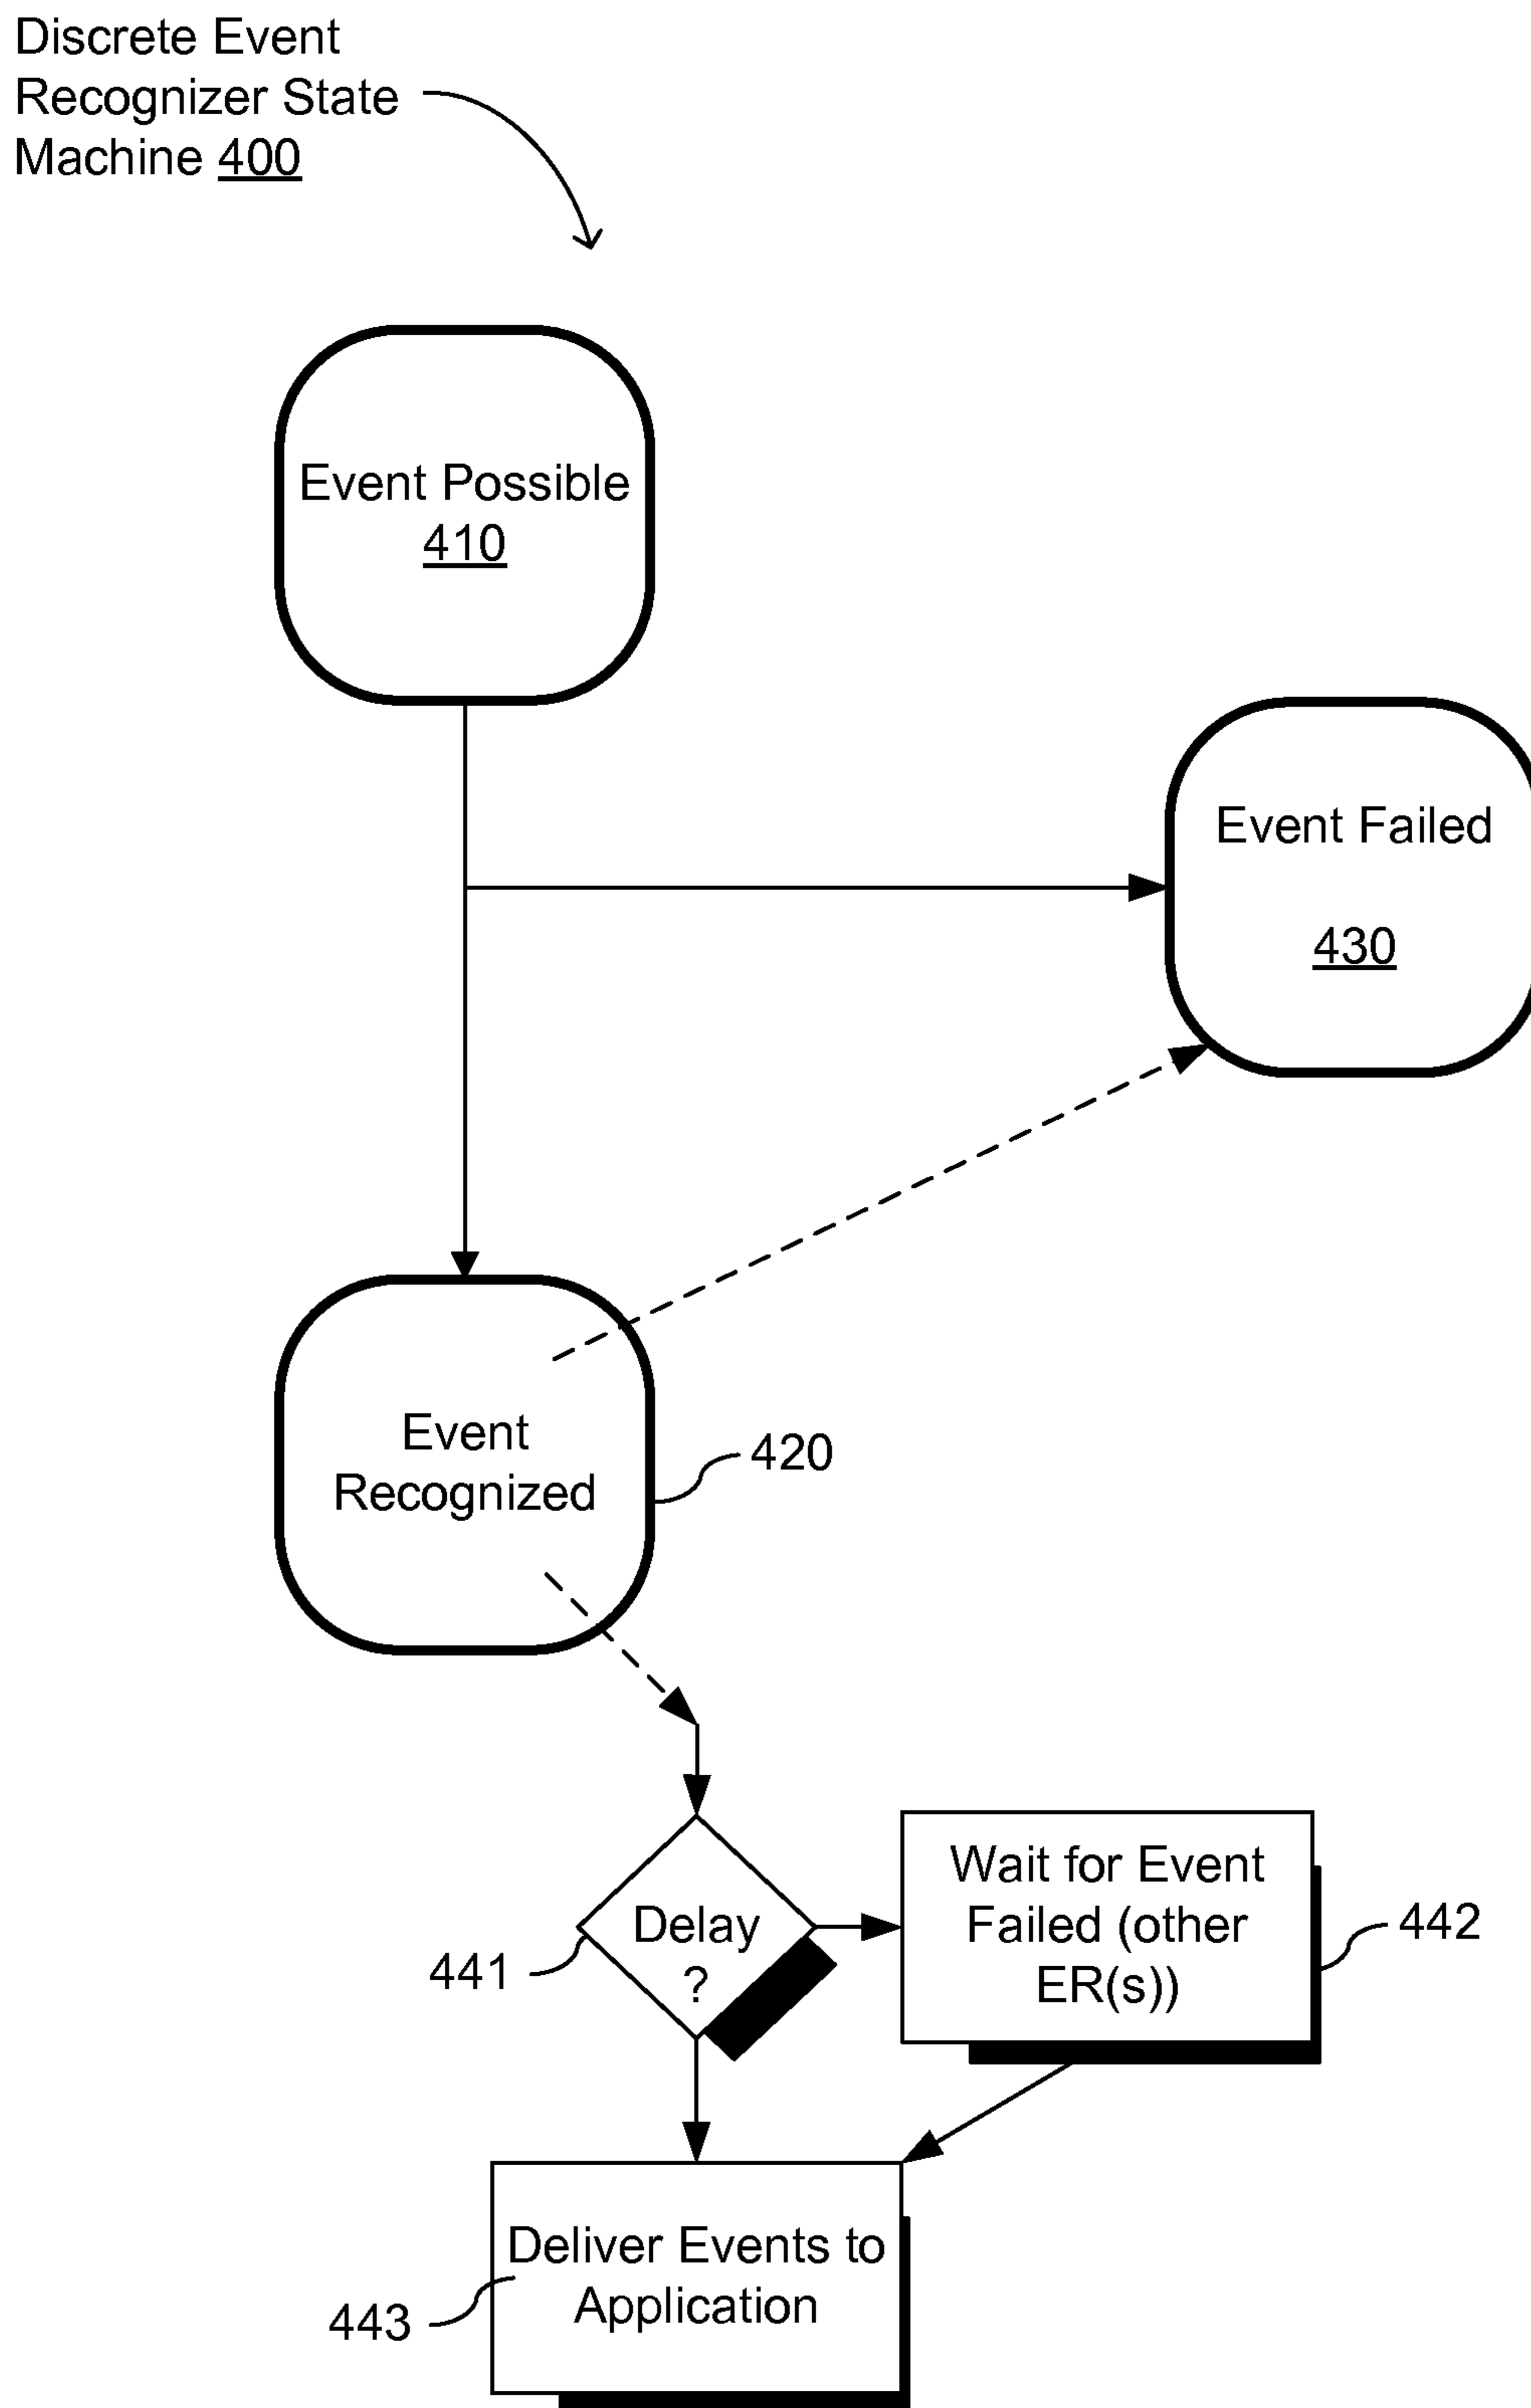 Discrete Event
Recognizer State
Machine 400
Event Possible
410
Event Failed
430
Event
Recognized
420
Delay
?
441
Wait for Event
Failed (other
ER(s))
442
Deliver Events to
Application
443